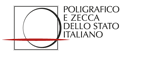 POLIGRAFICO
E ZECCA
DELLO STATO
ITALIANO